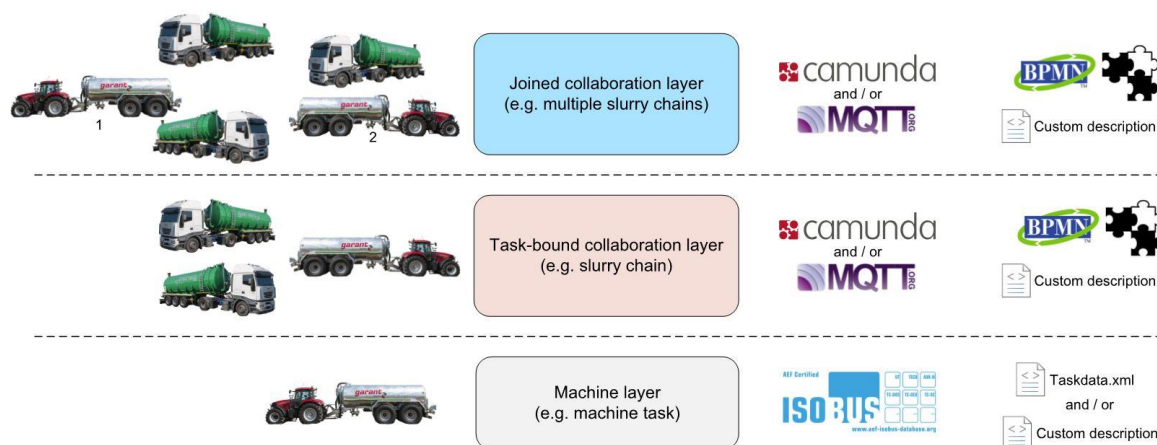 garant
1
garant
2
Joined collaboration layer
(e.g. multiple slurry chains)
camunda
and / or
MQTT.ORG
BPMN
TM
< >
Custom description
garant
Task-bound collaboration layer
(e.g. slurry chain)
camunda
and / or
MQTT.ORG
BPMN
TM
< >
Custom description
garant
Machine layer
(e.g. machine task)
AEF Certified
ISOBUS
www.aef-isobus-database.org
< >
Taskdata.xml
and / or
< >
Custom description